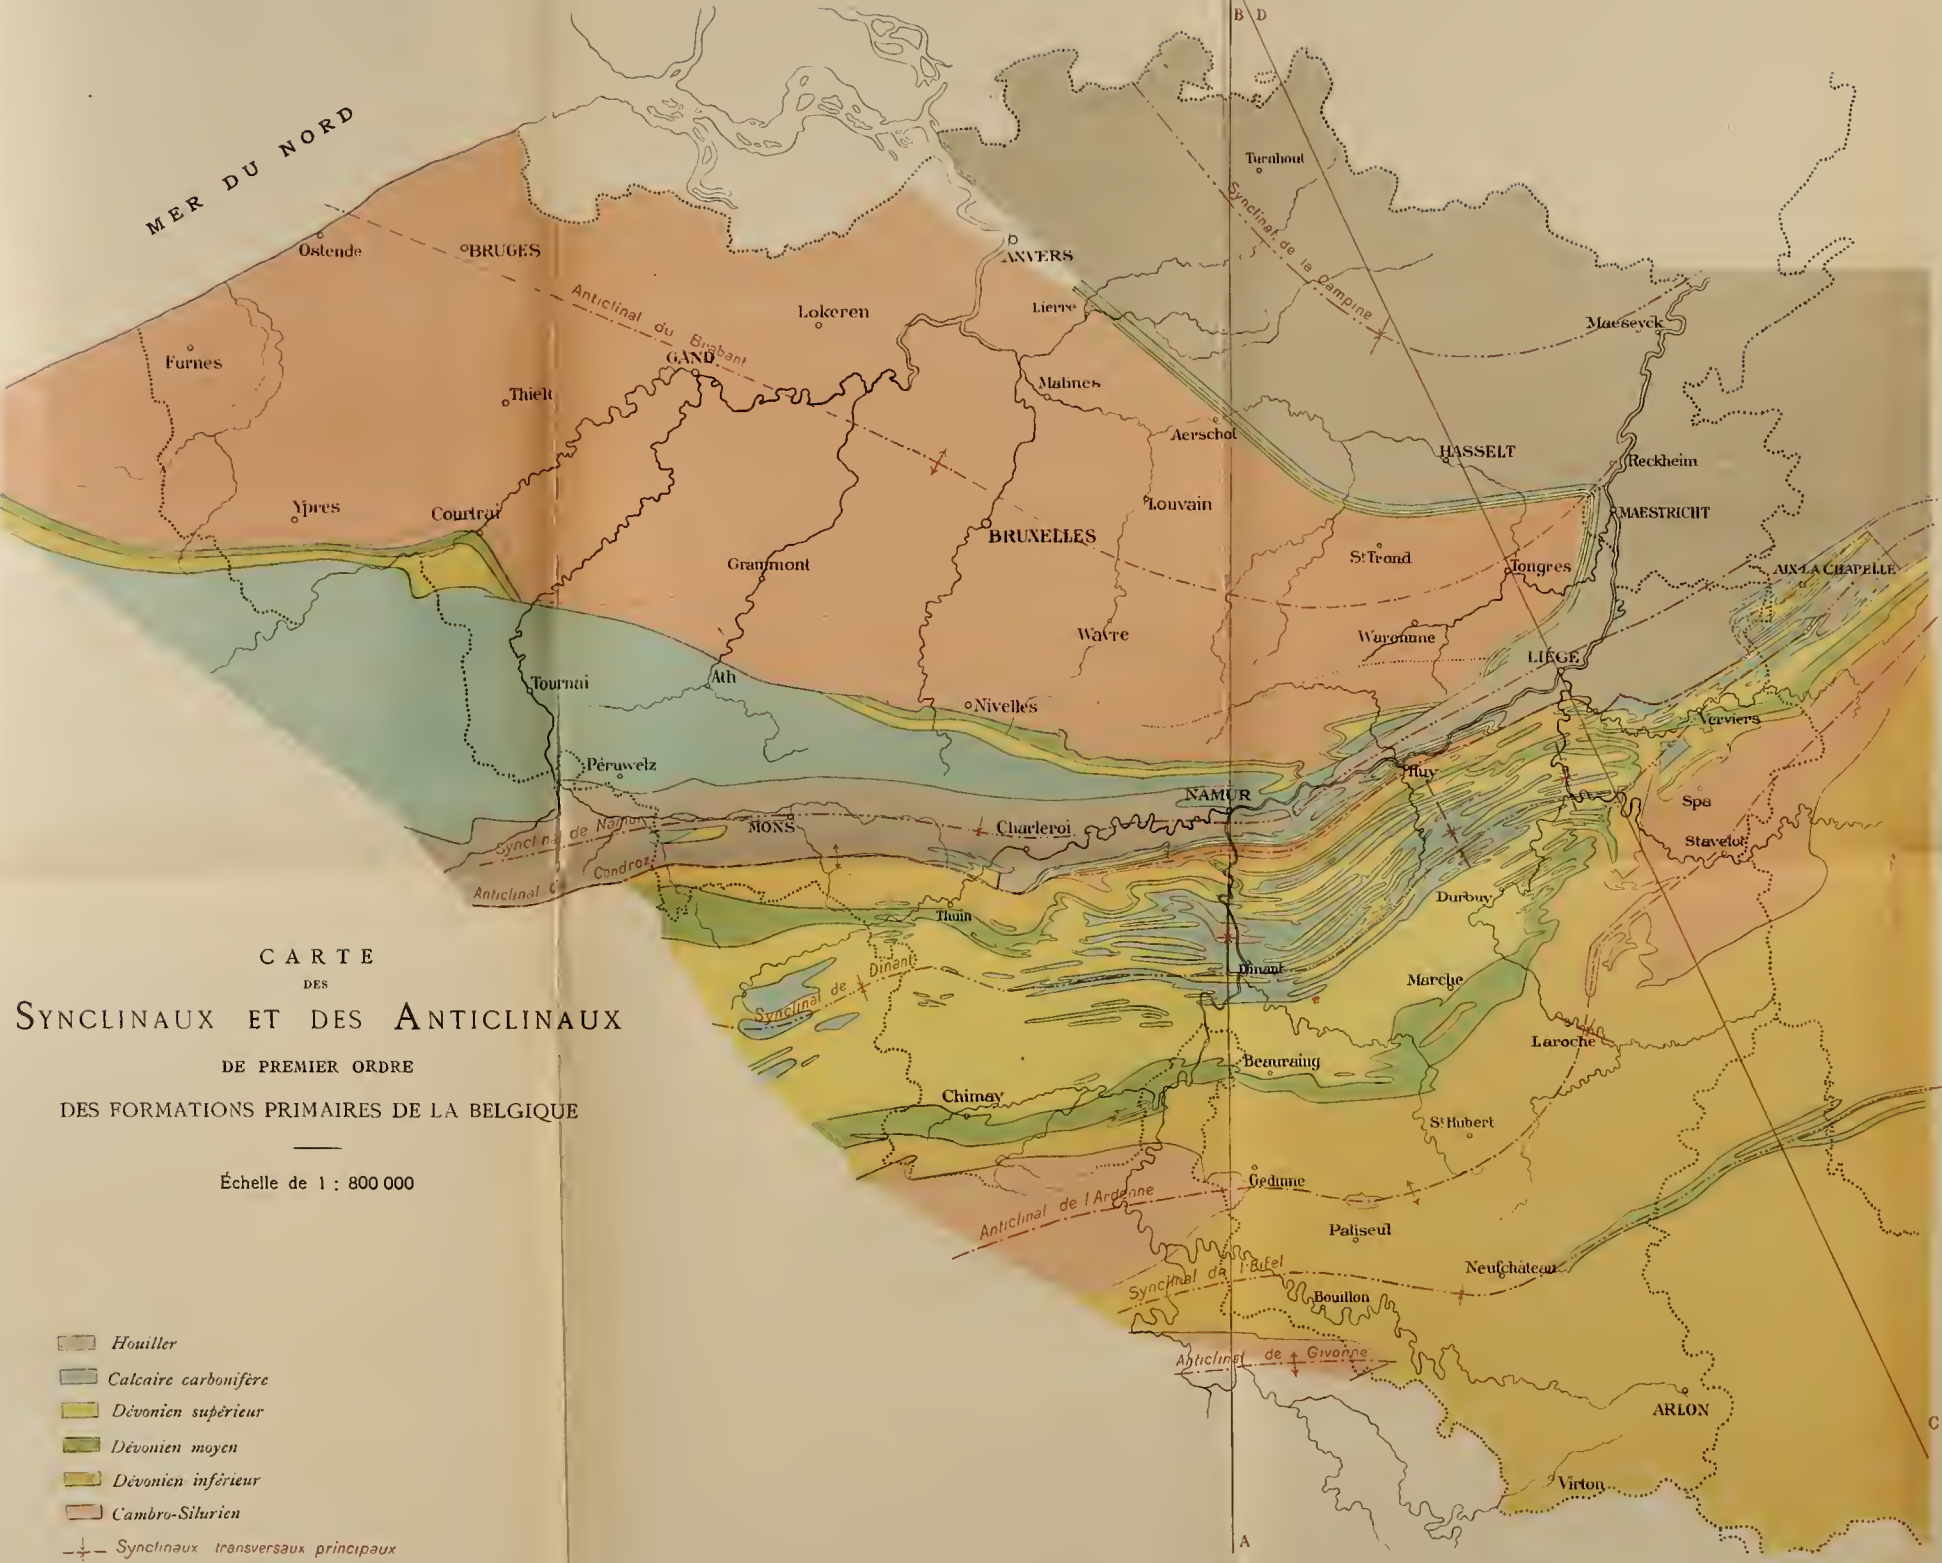 B D
MER DU NORD
Turnhout
Synclinal de la Campine
Ostende
BRUGES
ANVERS
Anticlinal du Brabant
Lokeren
Lierre
Maeseyck
Furnes
GAND
Thielt
Malines
Aerschot
HASSELT
Reckheim
Ypres
Courtrai
Louvain
MAESTRICHT
BRUXELLES
Grammont
St Trond
Tongres
AIX-LA CHAPELLE
Wavre
Waremme
LIÉGE
Tournai
Ath
Nivelles
Verviers
Péruwelz
Huy
NAMUR
Spa
Synclinal de Namur
MONS
Charleroi
Stavelot
Anticlinal du Condroz
Durbuy
Thuin
Synclinal de Dinant
Dinant
Marche
Laroche
Beauraing
Chimay
St Hubert
Gedinne
Anticlinal de l'Ardenne
Paliseul
Neufchâteau
Synclinal de l'Eifel
Bouillon
Anticlinal de Givonne
ARLON
C
Virton
A
CARTE
DES
SYNCLINAUX ET DES ANTICLINAUX
DE PREMIER ORDRE
DES FORMATIONS PRIMAIRES DE LA BELGIQUE
Échelle de 1 : 800 000
Houiller
Calcaire carbonifère
Dévonien supérieur
Dévonien moyen
Dévonien inférieur
Cambro-Silurien
Synclinaux transversaux principaux